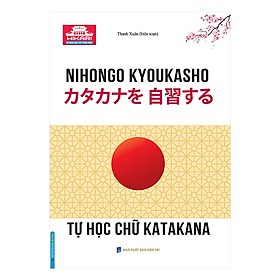 Thanh Xuân (biên soạn)
HIKARI
NIHONGO KYOUKASHO
カタカナを 自習する
TỰ HỌC CHỮ KATAKANA
NHÀ XUẤT BẢN DÂN TRÍ